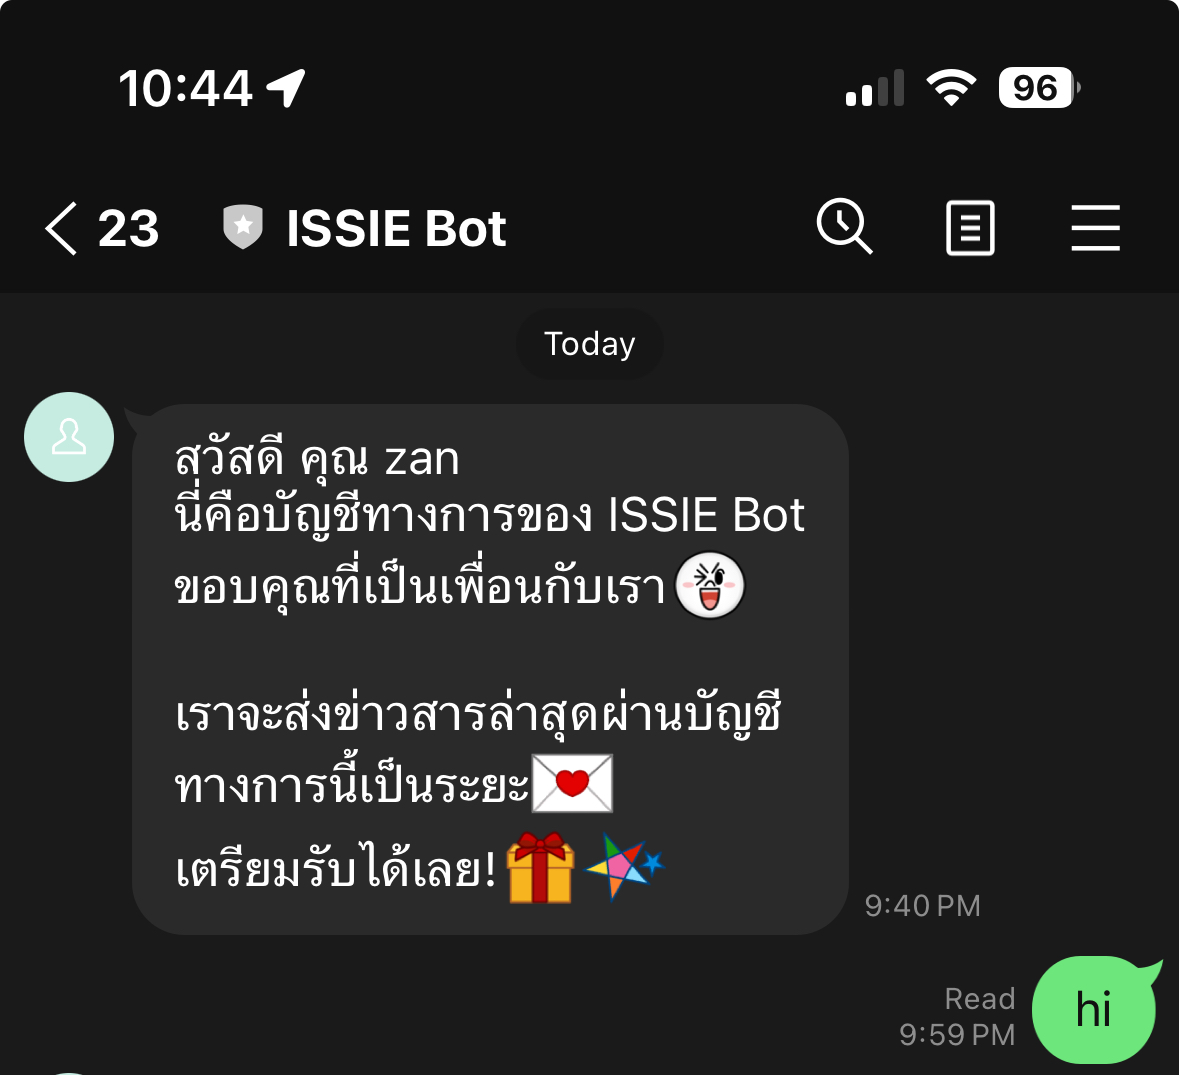 10:44
96
23 ISSIE Bot
Today
สวัสดี คุณ zan
นี่คือบัญชีทางการของ ISSIE Bot
ขอบคุณที่เป็นเพื่อนกับเรา
เราจะส่งข่าวสารล่าสุดผ่านบัญชี
ทางการนี้เป็นระยะ
เตรียมรับได้เลย!
9:40 PM
hi
Read
9:59 PM